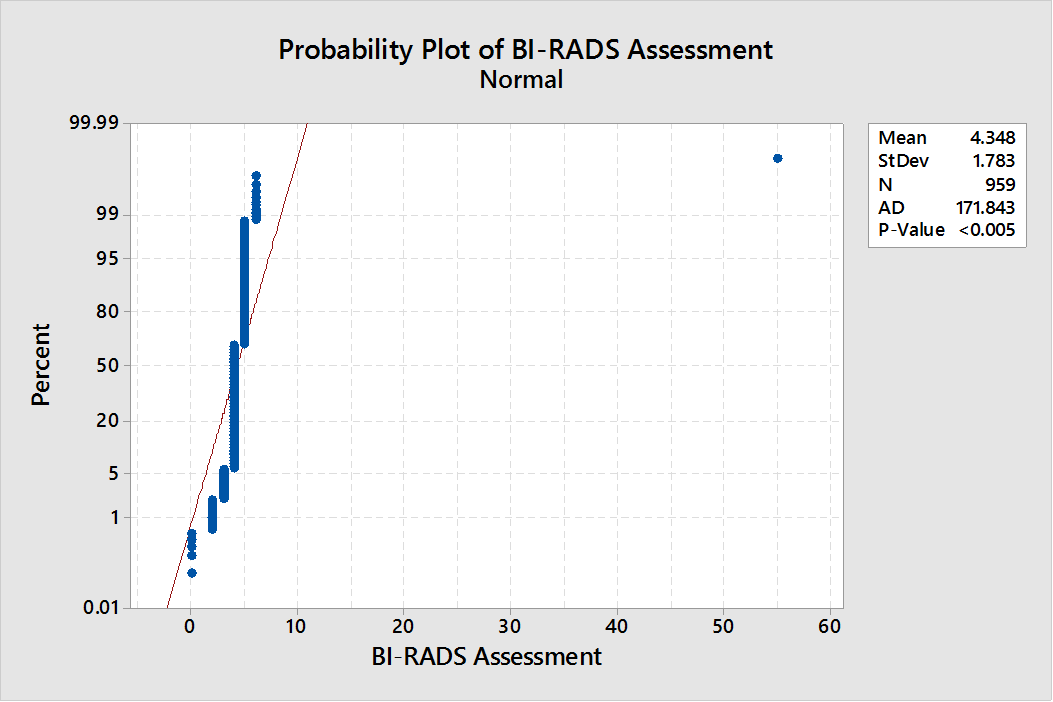 Probability Plot of BI-RADS Assessment
Normal
99.99
99
95
80
50
20
5
1
0.01
Percent
0 10 20 30 40 50 60
BI-RADS Assessment
Mean 4.348
StDev 1.783
N 959
AD 171.843
P-Value <0.005